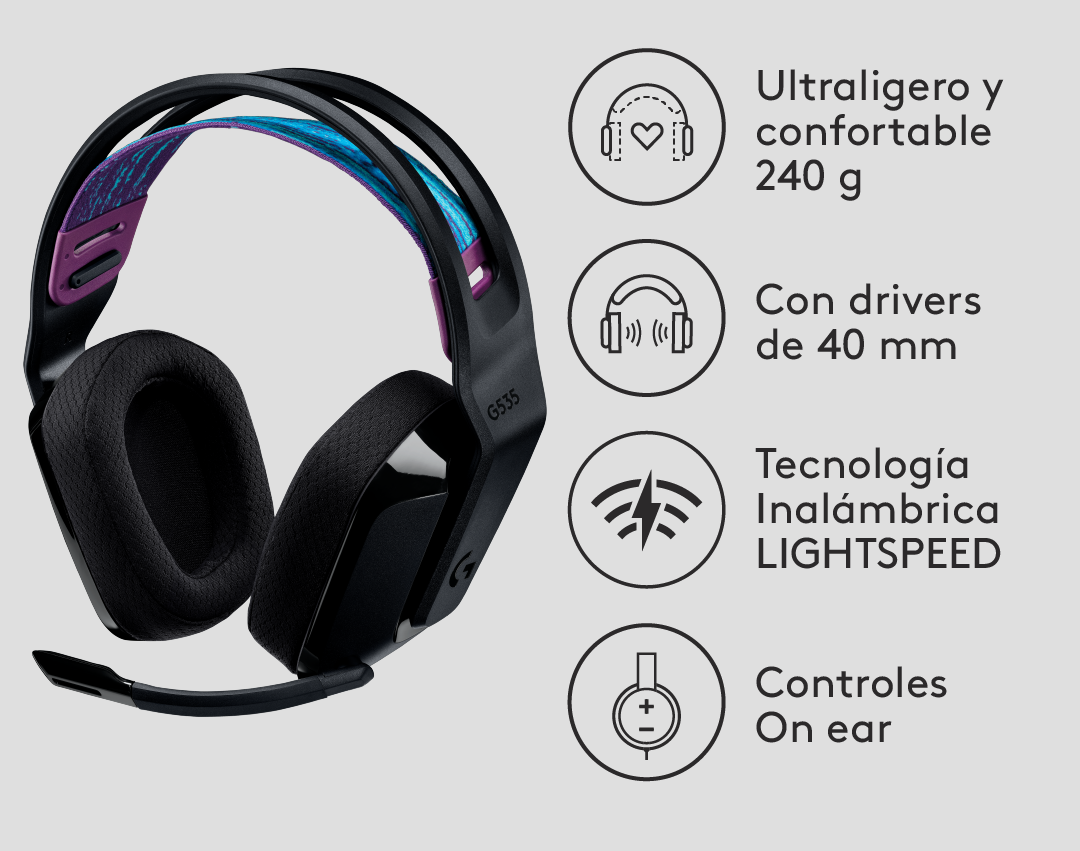 Ultraligero y
confortable
240 g
Con drivers
de 40 mm
G535
Tecnología
Inalámbrica
LIGHTSPEED
Controles
On ear